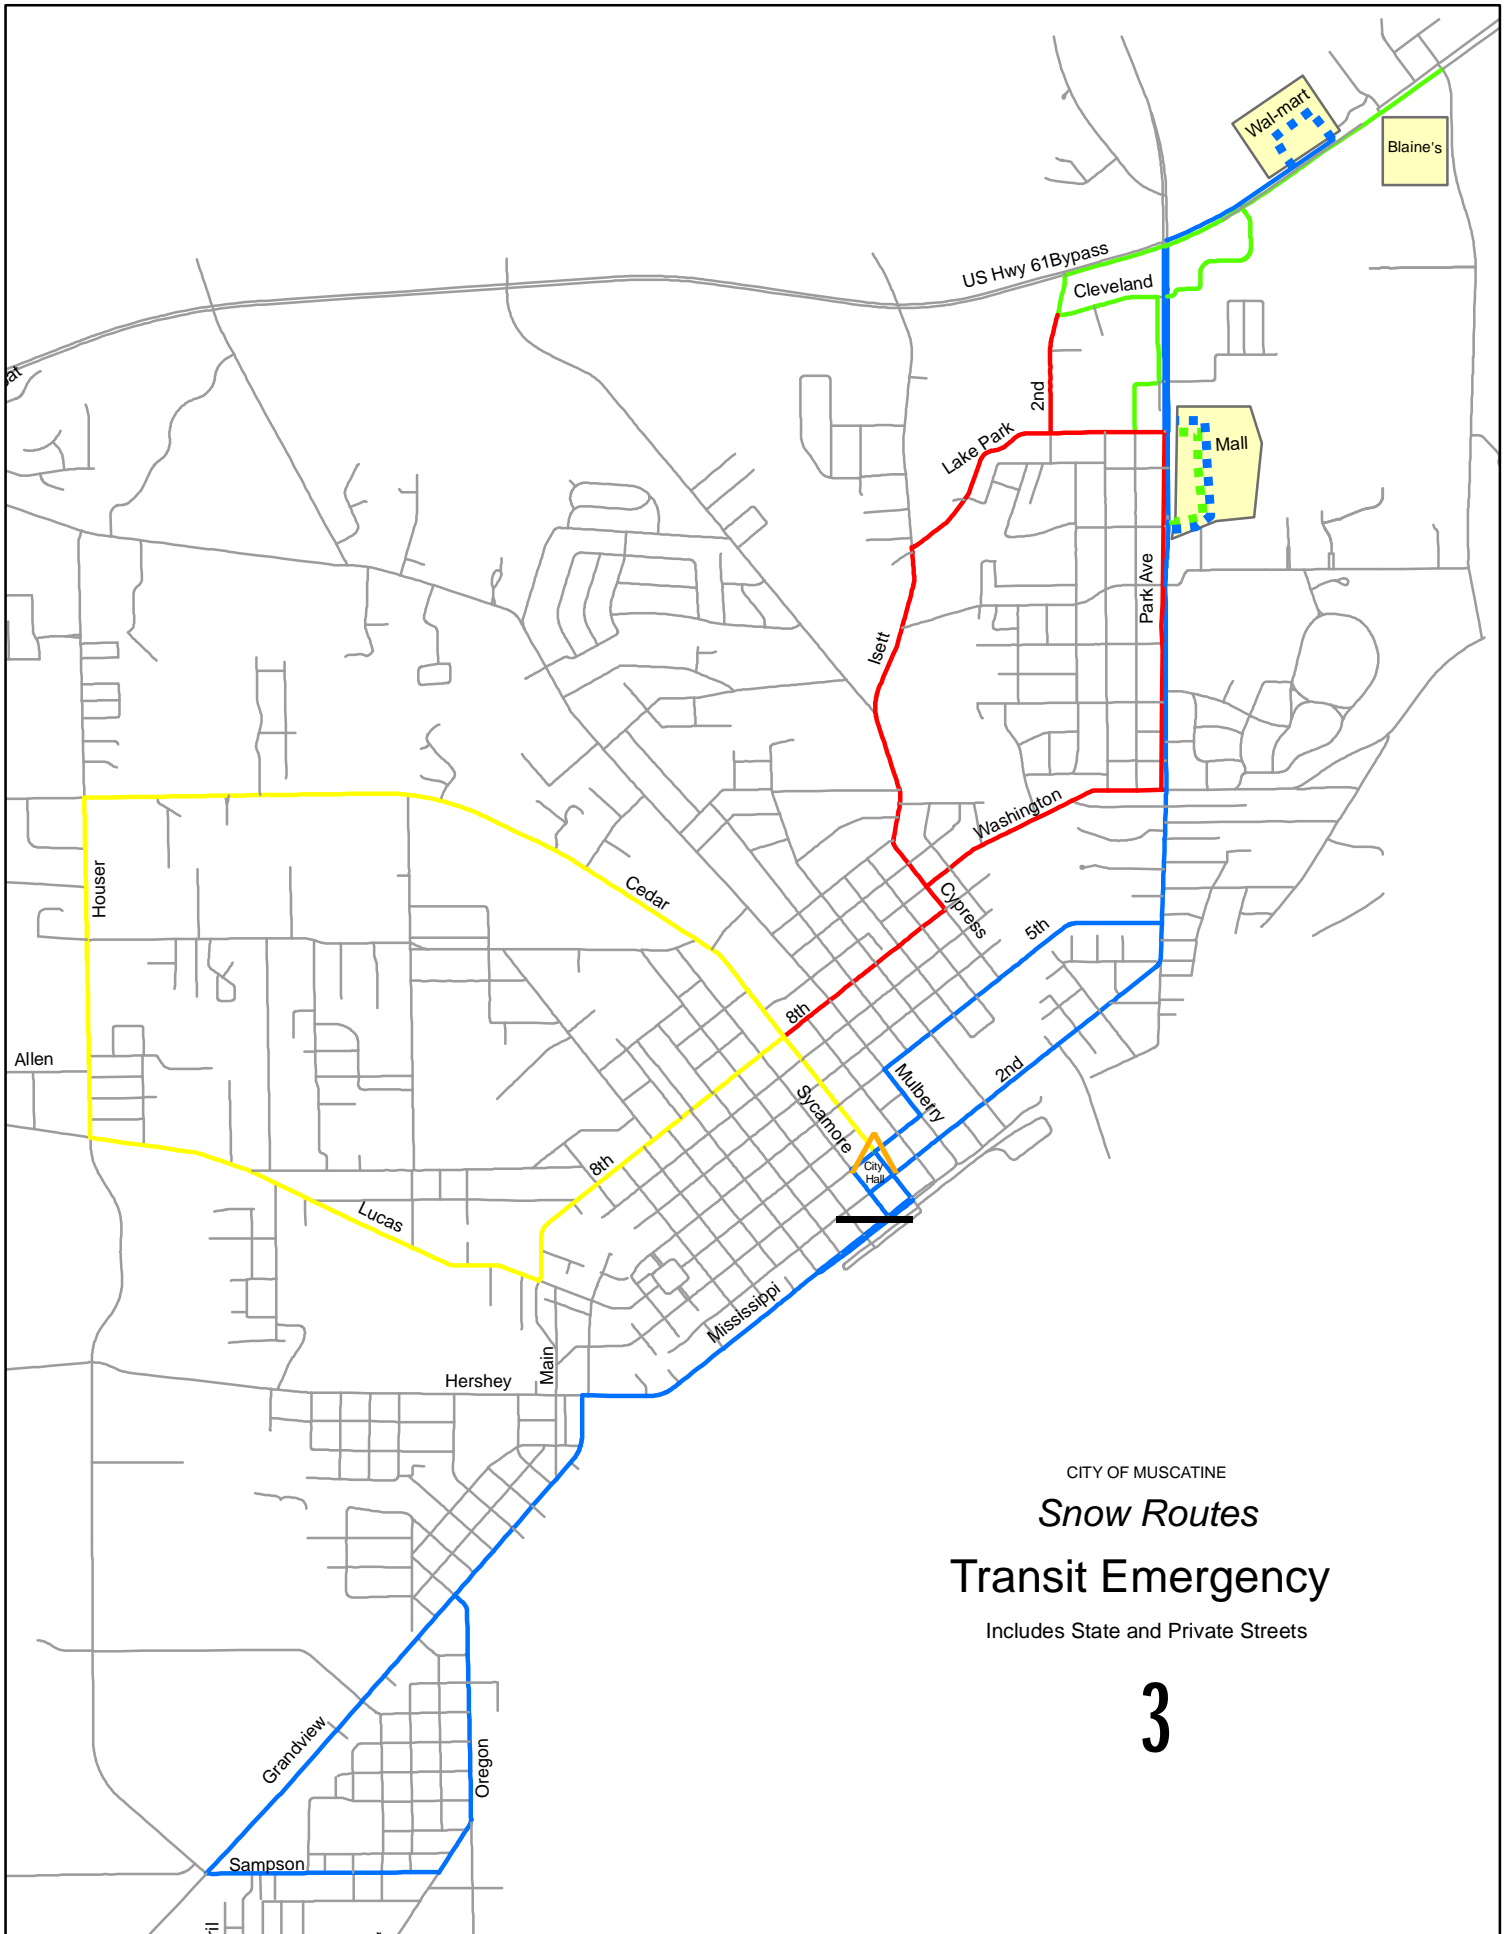 Wal-mart
Blaine's
US Hwy 61Bypass
Cleveland
2nd
Lake Park
Mall
Park Ave
Isett
Washington
Houser
Cedar
Cypress
5th
8th
Allen
2nd
Mulberry
Sycamore
8th
City
Hall
Lucas
Mississippi
Main
Hershey
CITY OF MUSCATINE
Snow Routes
Transit Emergency
Includes State and Private Streets
3
Grandview
Oregon
Sampson